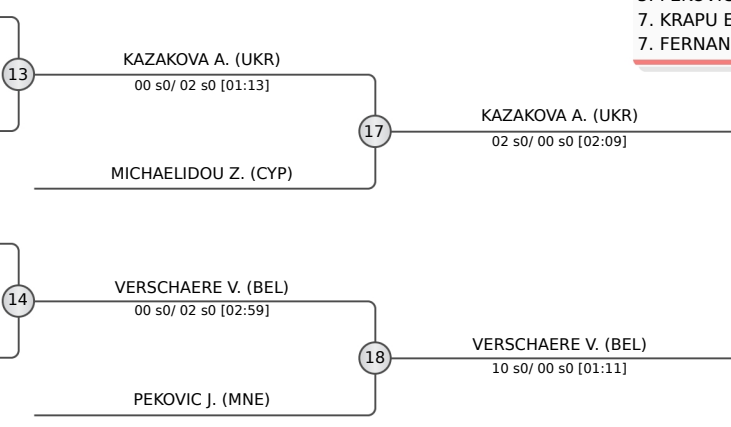 7. KRAPU
7. FERNAN
13
KAZAKOVA A. (UKR)
00 s0/ 02 s0 [01:13]
17
KAZAKOVA A. (UKR)
02 s0/ 00 s0 [02:09]
MICHAELIDOU Z. (CYP)
14
VERSCHAERE V. (BEL)
00 s0/ 02 s0 [02:59]
18
VERSCHAERE V. (BEL)
10 s0/ 00 s0 [01:11]
PEKOVIC J. (MNE)